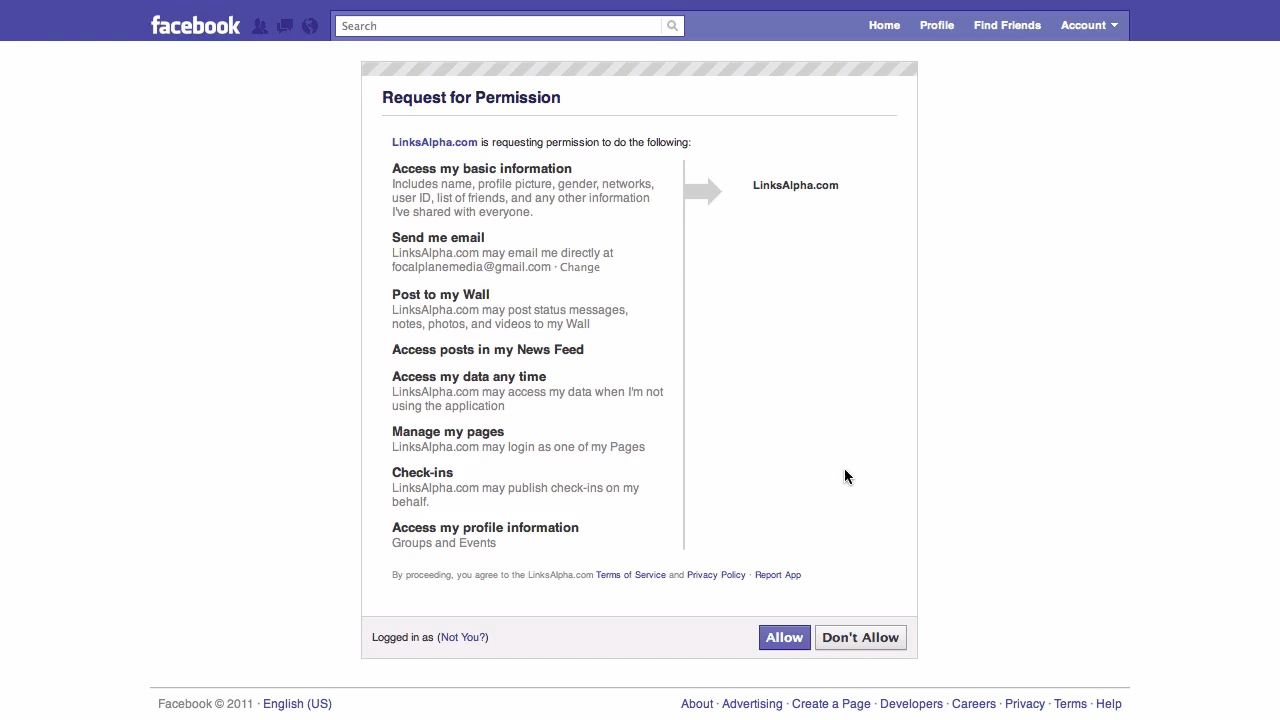 facebook Search Home Profile Find Friends Account
Request for Permission
LinksAlpha.com is requesting permission to do the following:
Access my basic information
Includes name, profile picture, gender, networks,
user ID, list of friends, and any other information
I've shared with everyone.
LinksAlpha.com
Send me email
LinksAlpha.com may email me directly at
focalplanemedia@gmail.com · Change
Post to my Wall
LinksAlpha.com may post status messages,
notes, photos, and videos to my Wall
Access posts in my News Feed
Access my data any time
LinksAlpha.com may access my data when I'm not
using the application
Manage my pages
LinksAlpha.com may login as one of my Pages
Check-ins
LinksAlpha.com may publish check-ins on my
behalf.
Access my profile information
Groups and Events
By proceeding, you agree to the LinksAlpha.com Terms of Service and Privacy Policy · Report App
Logged in as (Not You?) Allow Don't Allow
Facebook © 2011 · English (US) About · Advertising · Create a Page · Developers · Careers · Privacy · Terms · Help